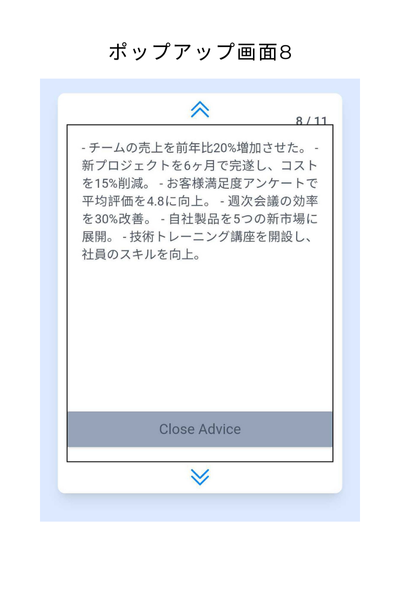 ポップアップ画面8
8 / 11
- チームの売上を前年比20%増加させた。 -
新プロジェクトを6ヶ月で完遂し、コスト
を15%削減。 - お客様満足度アンケートで
平均評価を4.8に向上。 - 週次会議の効率
を30%改善。 - 自社製品を5つの新市場に
展開。 - 技術トレーニング講座を開設し、
社員のスキルを向上。
Close Advice